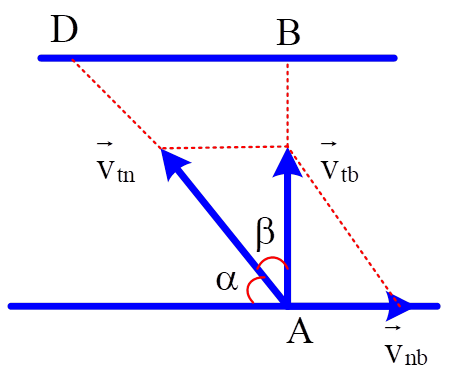 D B
v⃗tn v⃗tb
β
α
A
v⃗nb